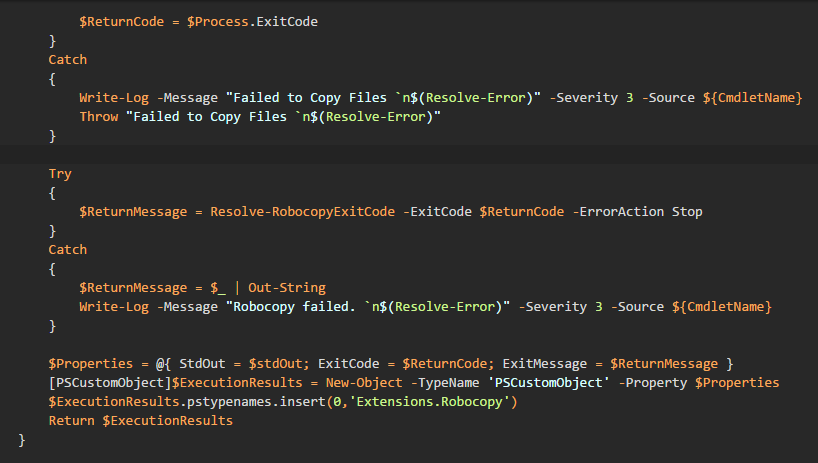 $ReturnCode = $Process.ExitCode
}
Catch
{
Write-Log -Message "Failed to Copy Files `n$(Resolve-Error)" -Severity 3 -Source ${CmdletName}
Throw "Failed to Copy Files `n$(Resolve-Error)"
}
Try
{
$ReturnMessage = Resolve-RobocopyExitCode -ExitCode $ReturnCode -ErrorAction Stop
}
Catch
{
$ReturnMessage = $_ | Out-String
Write-Log -Message "Robocopy failed. `n$(Resolve-Error)" -Severity 3 -Source ${CmdletName}
}
$Properties = @{ StdOut = $stdOut; ExitCode = $ReturnCode; ExitMessage = $ReturnMessage }
[PSCustomObject]$ExecutionResults = New-Object -TypeName 'PSCustomObject' -Property $Properties
$ExecutionResults.pstypenames.insert(0,'Extensions.Robocopy')
Return $ExecutionResults
}